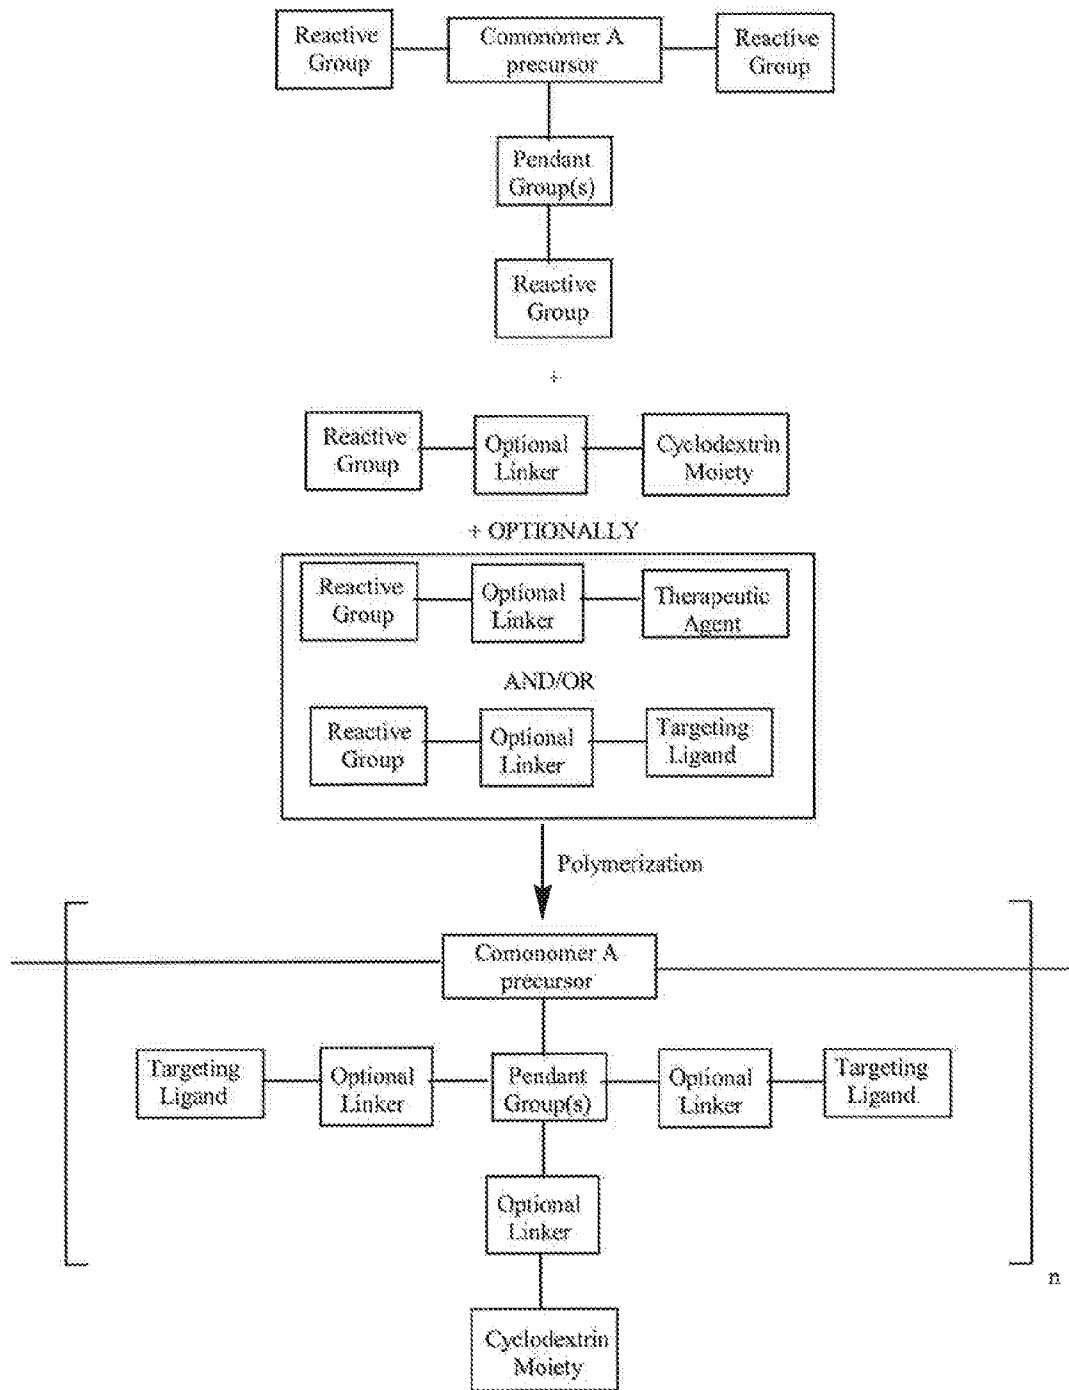 Reactive Group
Comonomer A precursor
Reactive Group
Pendant Group(s)
Reactive Group
+
Reactive Group
Optional Linker
Cyclodextrin Moiety
+ OPTIONALLY
Reactive Group
Optional Linker
Therapeutic Agent
AND/OR
Reactive Group
Optional Linker
Targeting Ligand
Polymerization
Comonomer A precursor
Targeting Ligand
Optional Linker
Pendant Group(s)
Optional Linker
Targeting Ligand
Optional Linker
n
Cyclodextrin Moiety